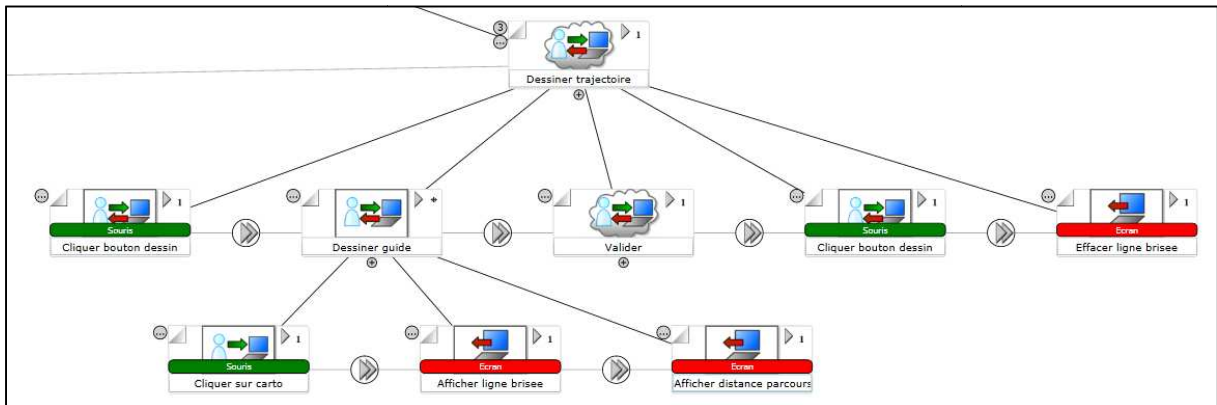 3
1
Dessiner trajectoire
1
Souris
Cliquer bouton dessin
*
Dessiner guide
1
Valider
1
Souris
Cliquer bouton dessin
1
Ecran
Effacer ligne brisee
1
Souris
Cliquer sur carto
1
Ecran
Afficher ligne brisee
1
Ecran
Afficher distance parcours